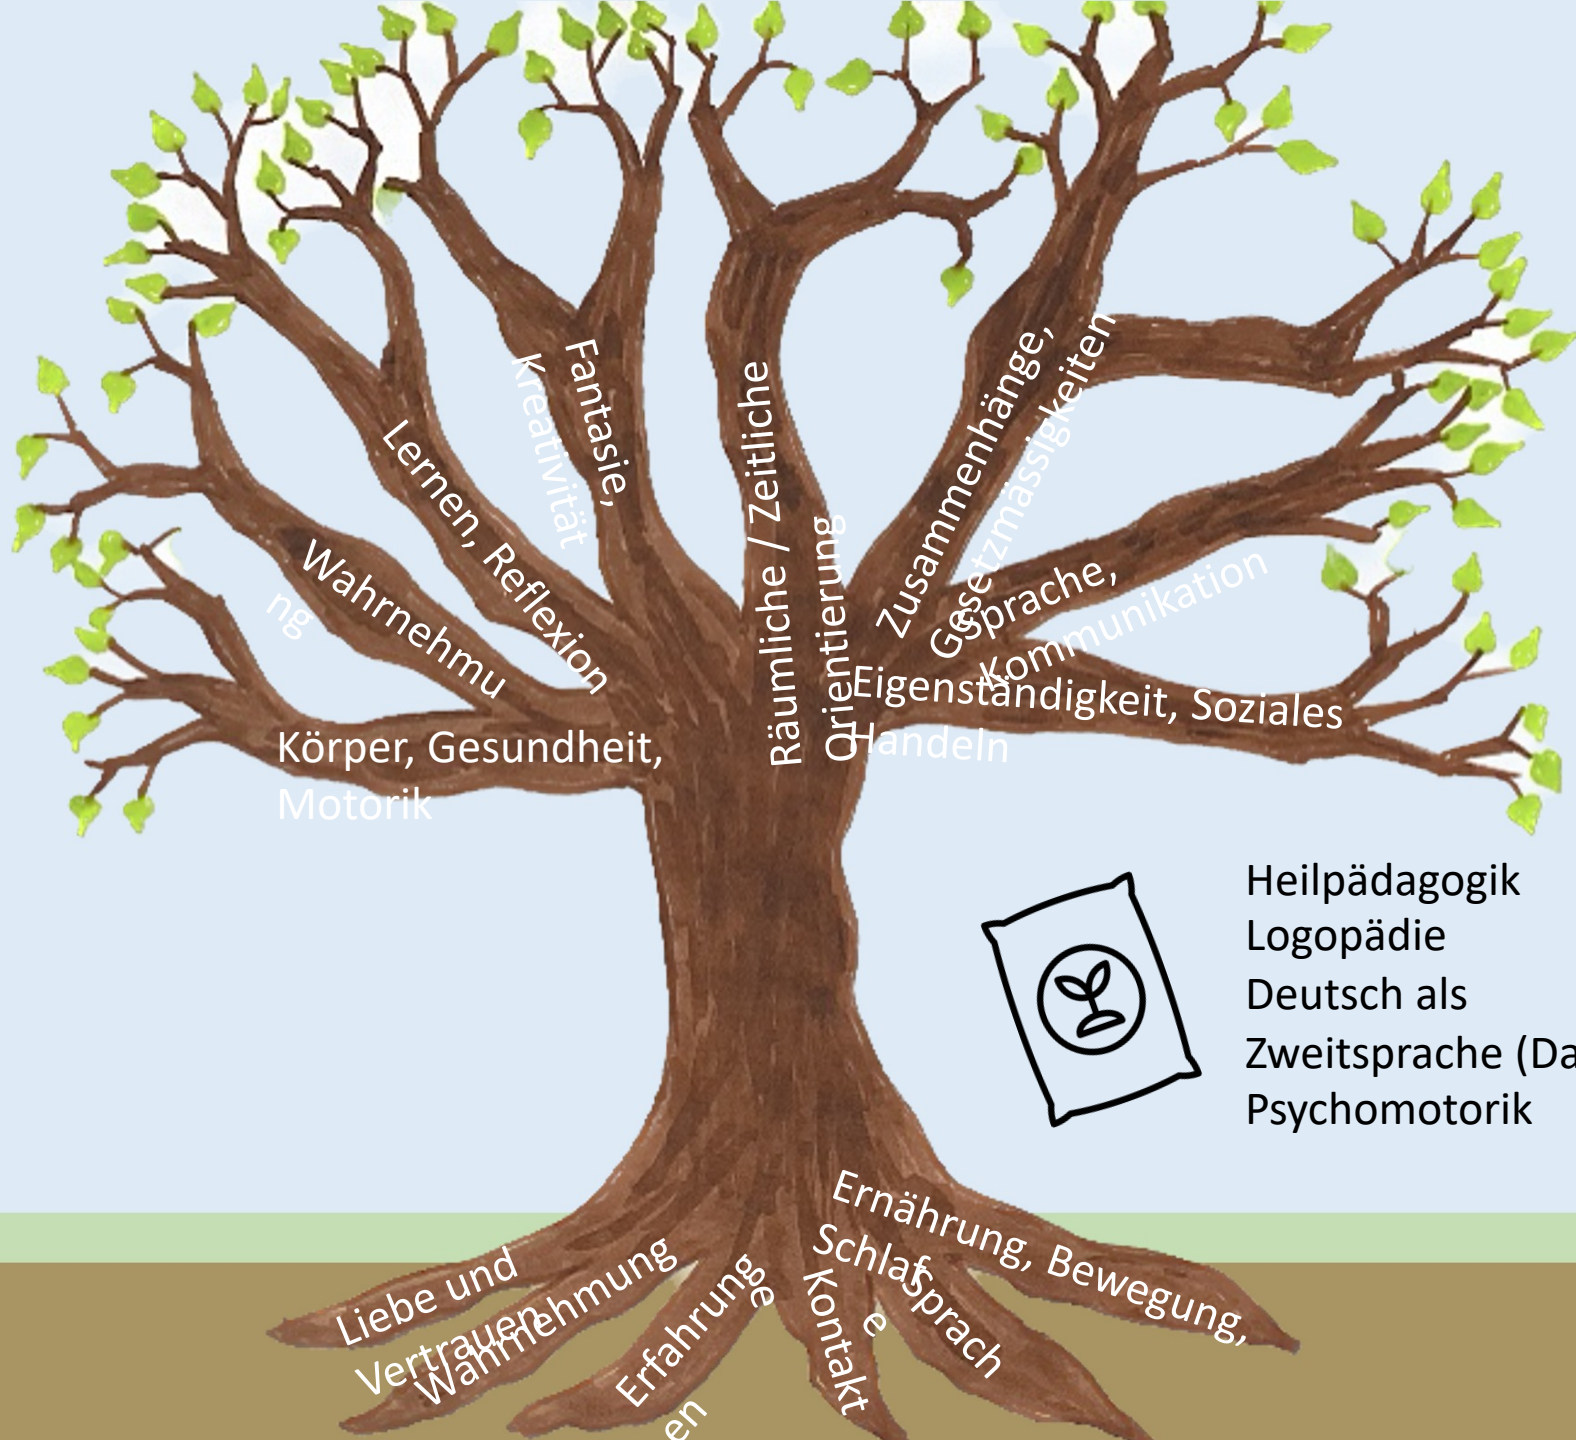 Fantasie,
Kreativität
Lernen, Reflexion
Wahrnehmu
ng
Körper, Gesundheit,
Motorik
Räumliche / Zeitliche
Orientierung
Zusammenhänge,
Gesetzmässigkeiten
Sprache,
Kommunikation
Eigenständigkeit, Soziales
Handeln
Heilpädagogik
Logopädie
Deutsch als
Zweitsprache (Da
Psychomotorik
Liebe und
Vertrauen
Wahrnehmung
Erfahrung
en
Kontakt
e
Sprach
e
Ernährung, Bewegung,
Schlaf